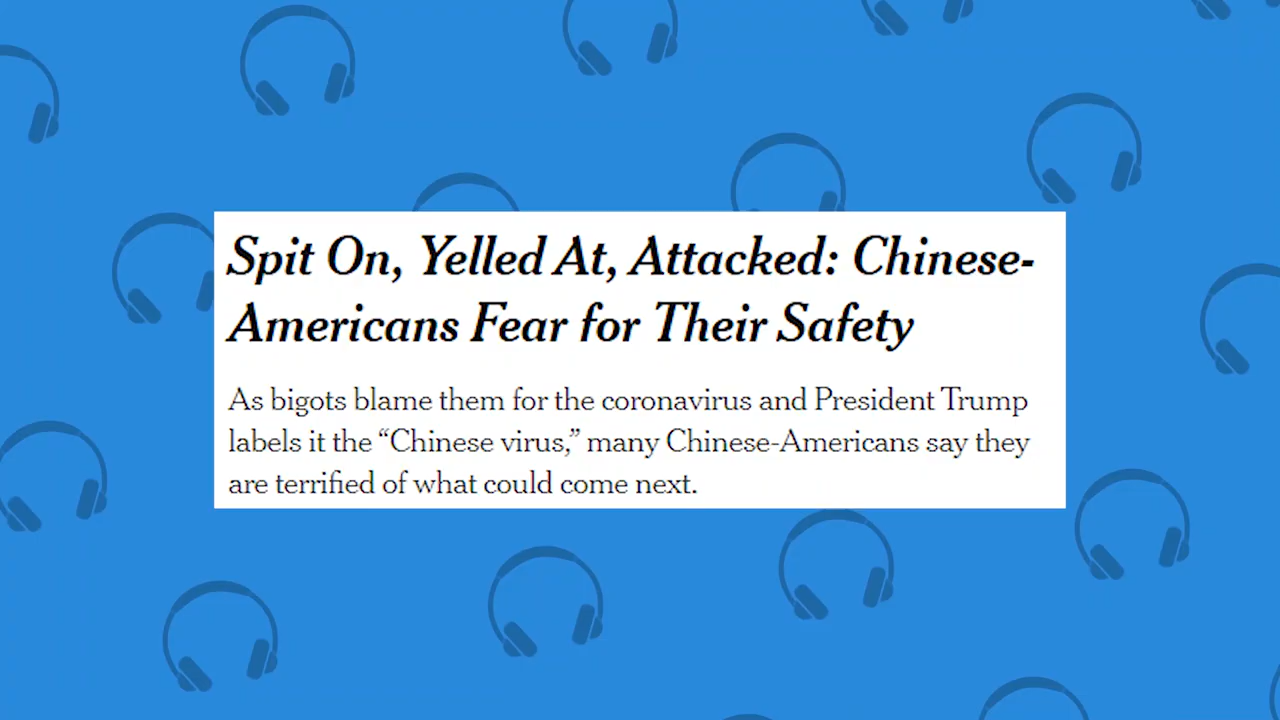 Spit On, Yelled At, Attacked: Chinese-
Americans Fear for Their Safety
As bigots blame them for the coronavirus and President Trump
labels it the “Chinese virus,” many Chinese-Americans say they
are terrified of what could come next.